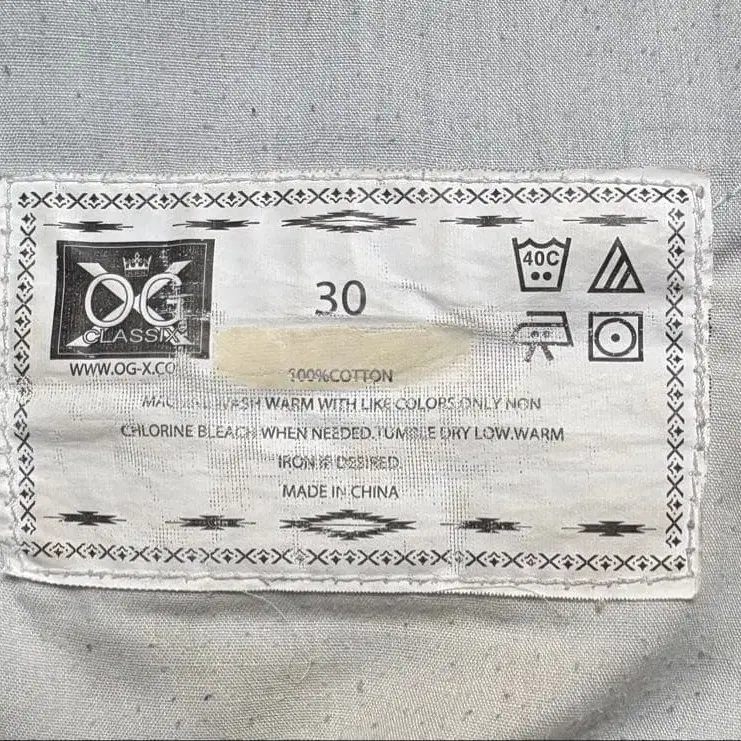 OG
CLASSIX
WWW.OG-X.CO
30
40C
100%COTTON
MACHINE WASH WARM WITH LIKE COLORS.ONLY NON
CHLORINE BLEACH WHEN NEEDED.TUMBLE DRY LOW.WARM
IRON IF DESIRED.
MADE IN CHINA